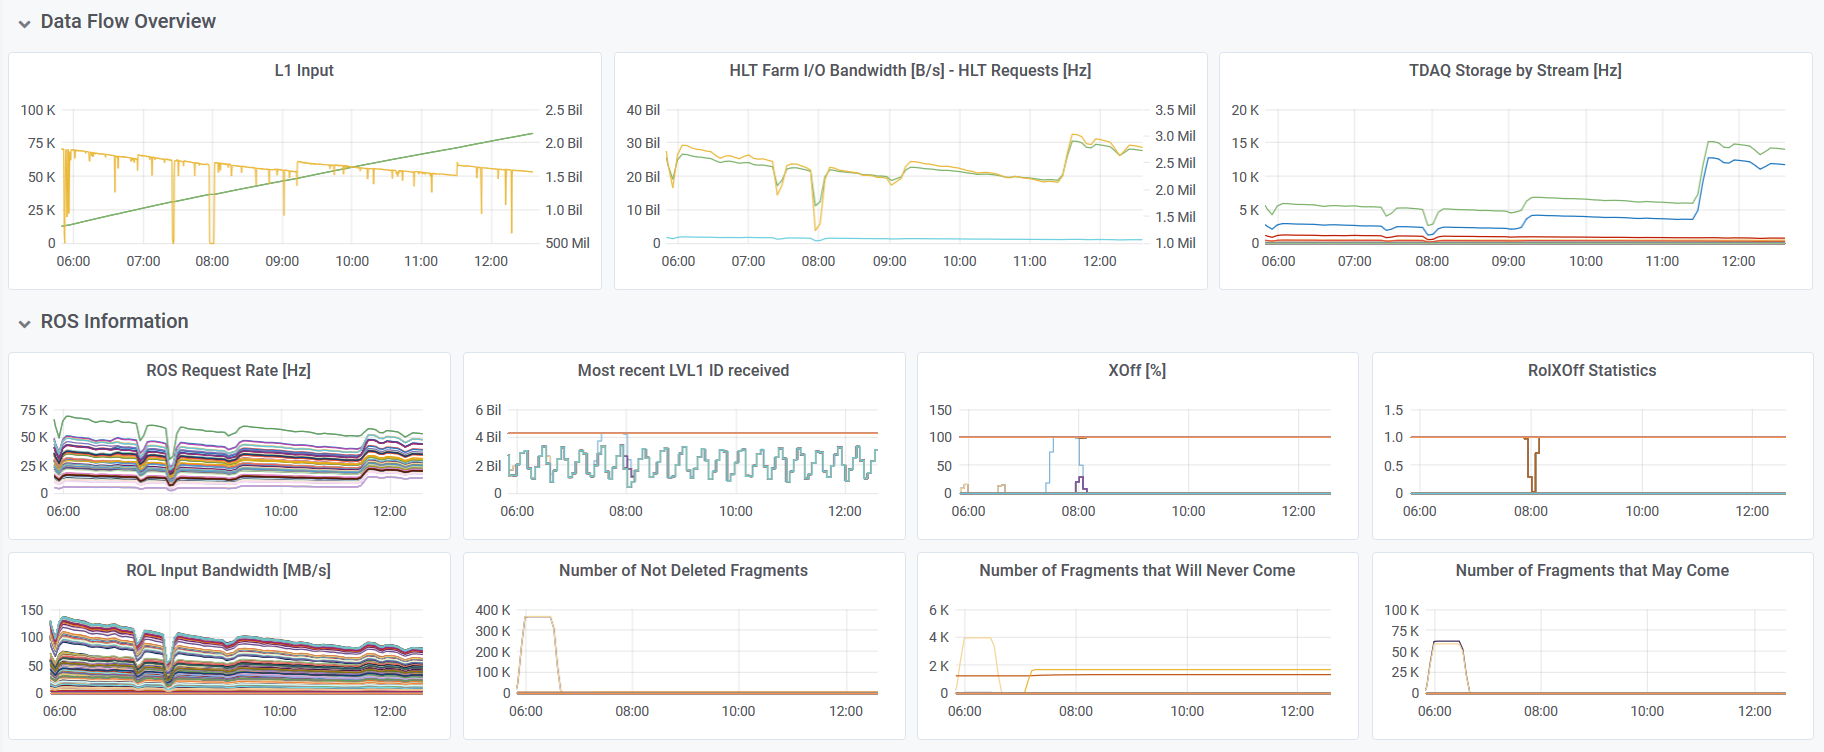 Data Flow Overview
L1 Input
100 K
75 K
50 K
25 K
0
2.5 Bil
2.0 Bil
1.5 Bil
1.0 Bil
500 Mil
06:00 07:00 08:00 09:00 10:00 11:00 12:00
HLT Farm I/O Bandwidth [B/s] - HLT Requests [Hz]
40 Bil
30 Bil
20 Bil
10 Bil
0
3.5 Mil
3.0 Mil
2.5 Mil
2.0 Mil
1.5 Mil
1.0 Mil
06:00 07:00 08:00 09:00 10:00 11:00 12:00
TDAQ Storage by Stream [Hz]
20 K
15 K
10 K
5 K
0
06:00 07:00 08:00 09:00 10:00 11:00 12:00
ROS Information
ROS Request Rate [Hz]
75 K
50 K
25 K
0
06:00 08:00 10:00 12:00
Most recent LVL1 ID received
6 Bil
4 Bil
2 Bil
0
06:00 08:00 10:00 12:00
XOff [%]
150
100
50
0
06:00 08:00 10:00 12:00
RolXOff Statistics
1.5
1.0
0.5
0
06:00 08:00 10:00 12:00
ROL Input Bandwidth [MB/s]
150
100
50
0
06:00 08:00 10:00 12:00
Number of Not Deleted Fragments
400 K
300 K
200 K
100 K
0
06:00 08:00 10:00 12:00
Number of Fragments that Will Never Come
6 K
4 K
2 K
0
06:00 08:00 10:00 12:00
Number of Fragments that May Come
100 K
75 K
50 K
25 K
0
06:00 08:00 10:00 12:00